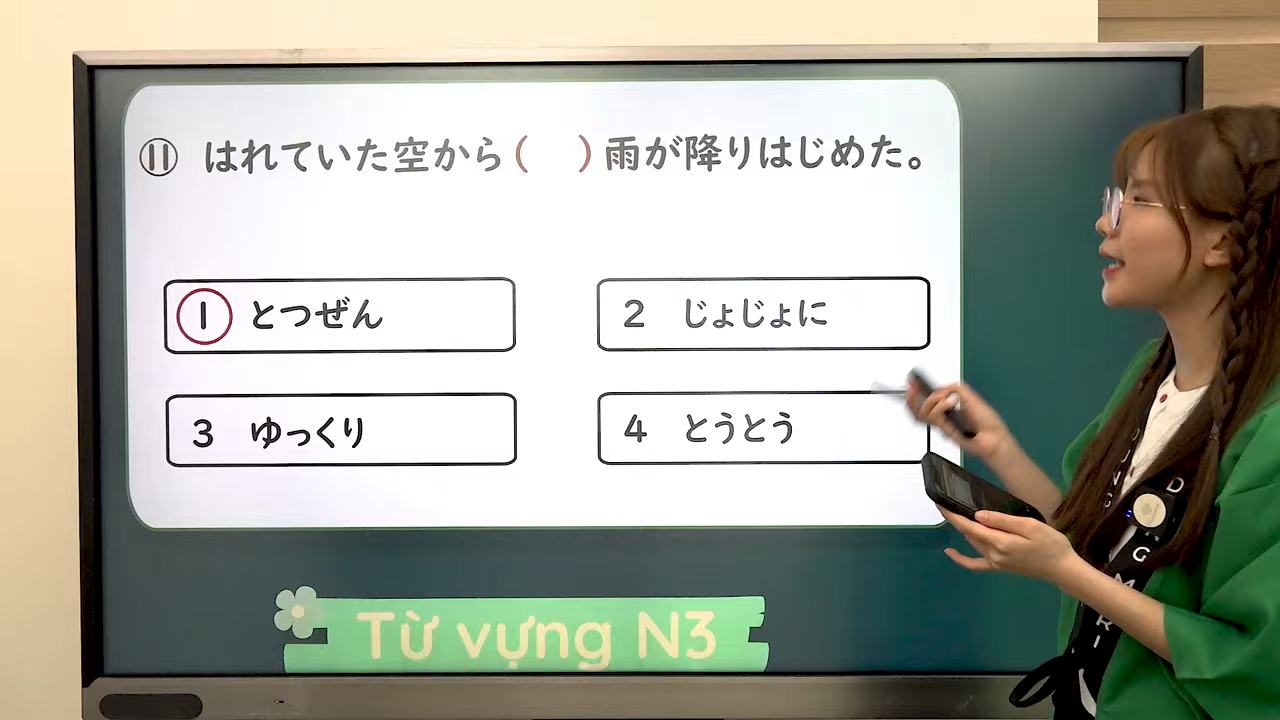 ⑪ はれていた空から( )雨が降りはじめた。
① とつぜん
2 じょじょに
3 ゆっくり
4 とうとう
Từ vựng N3